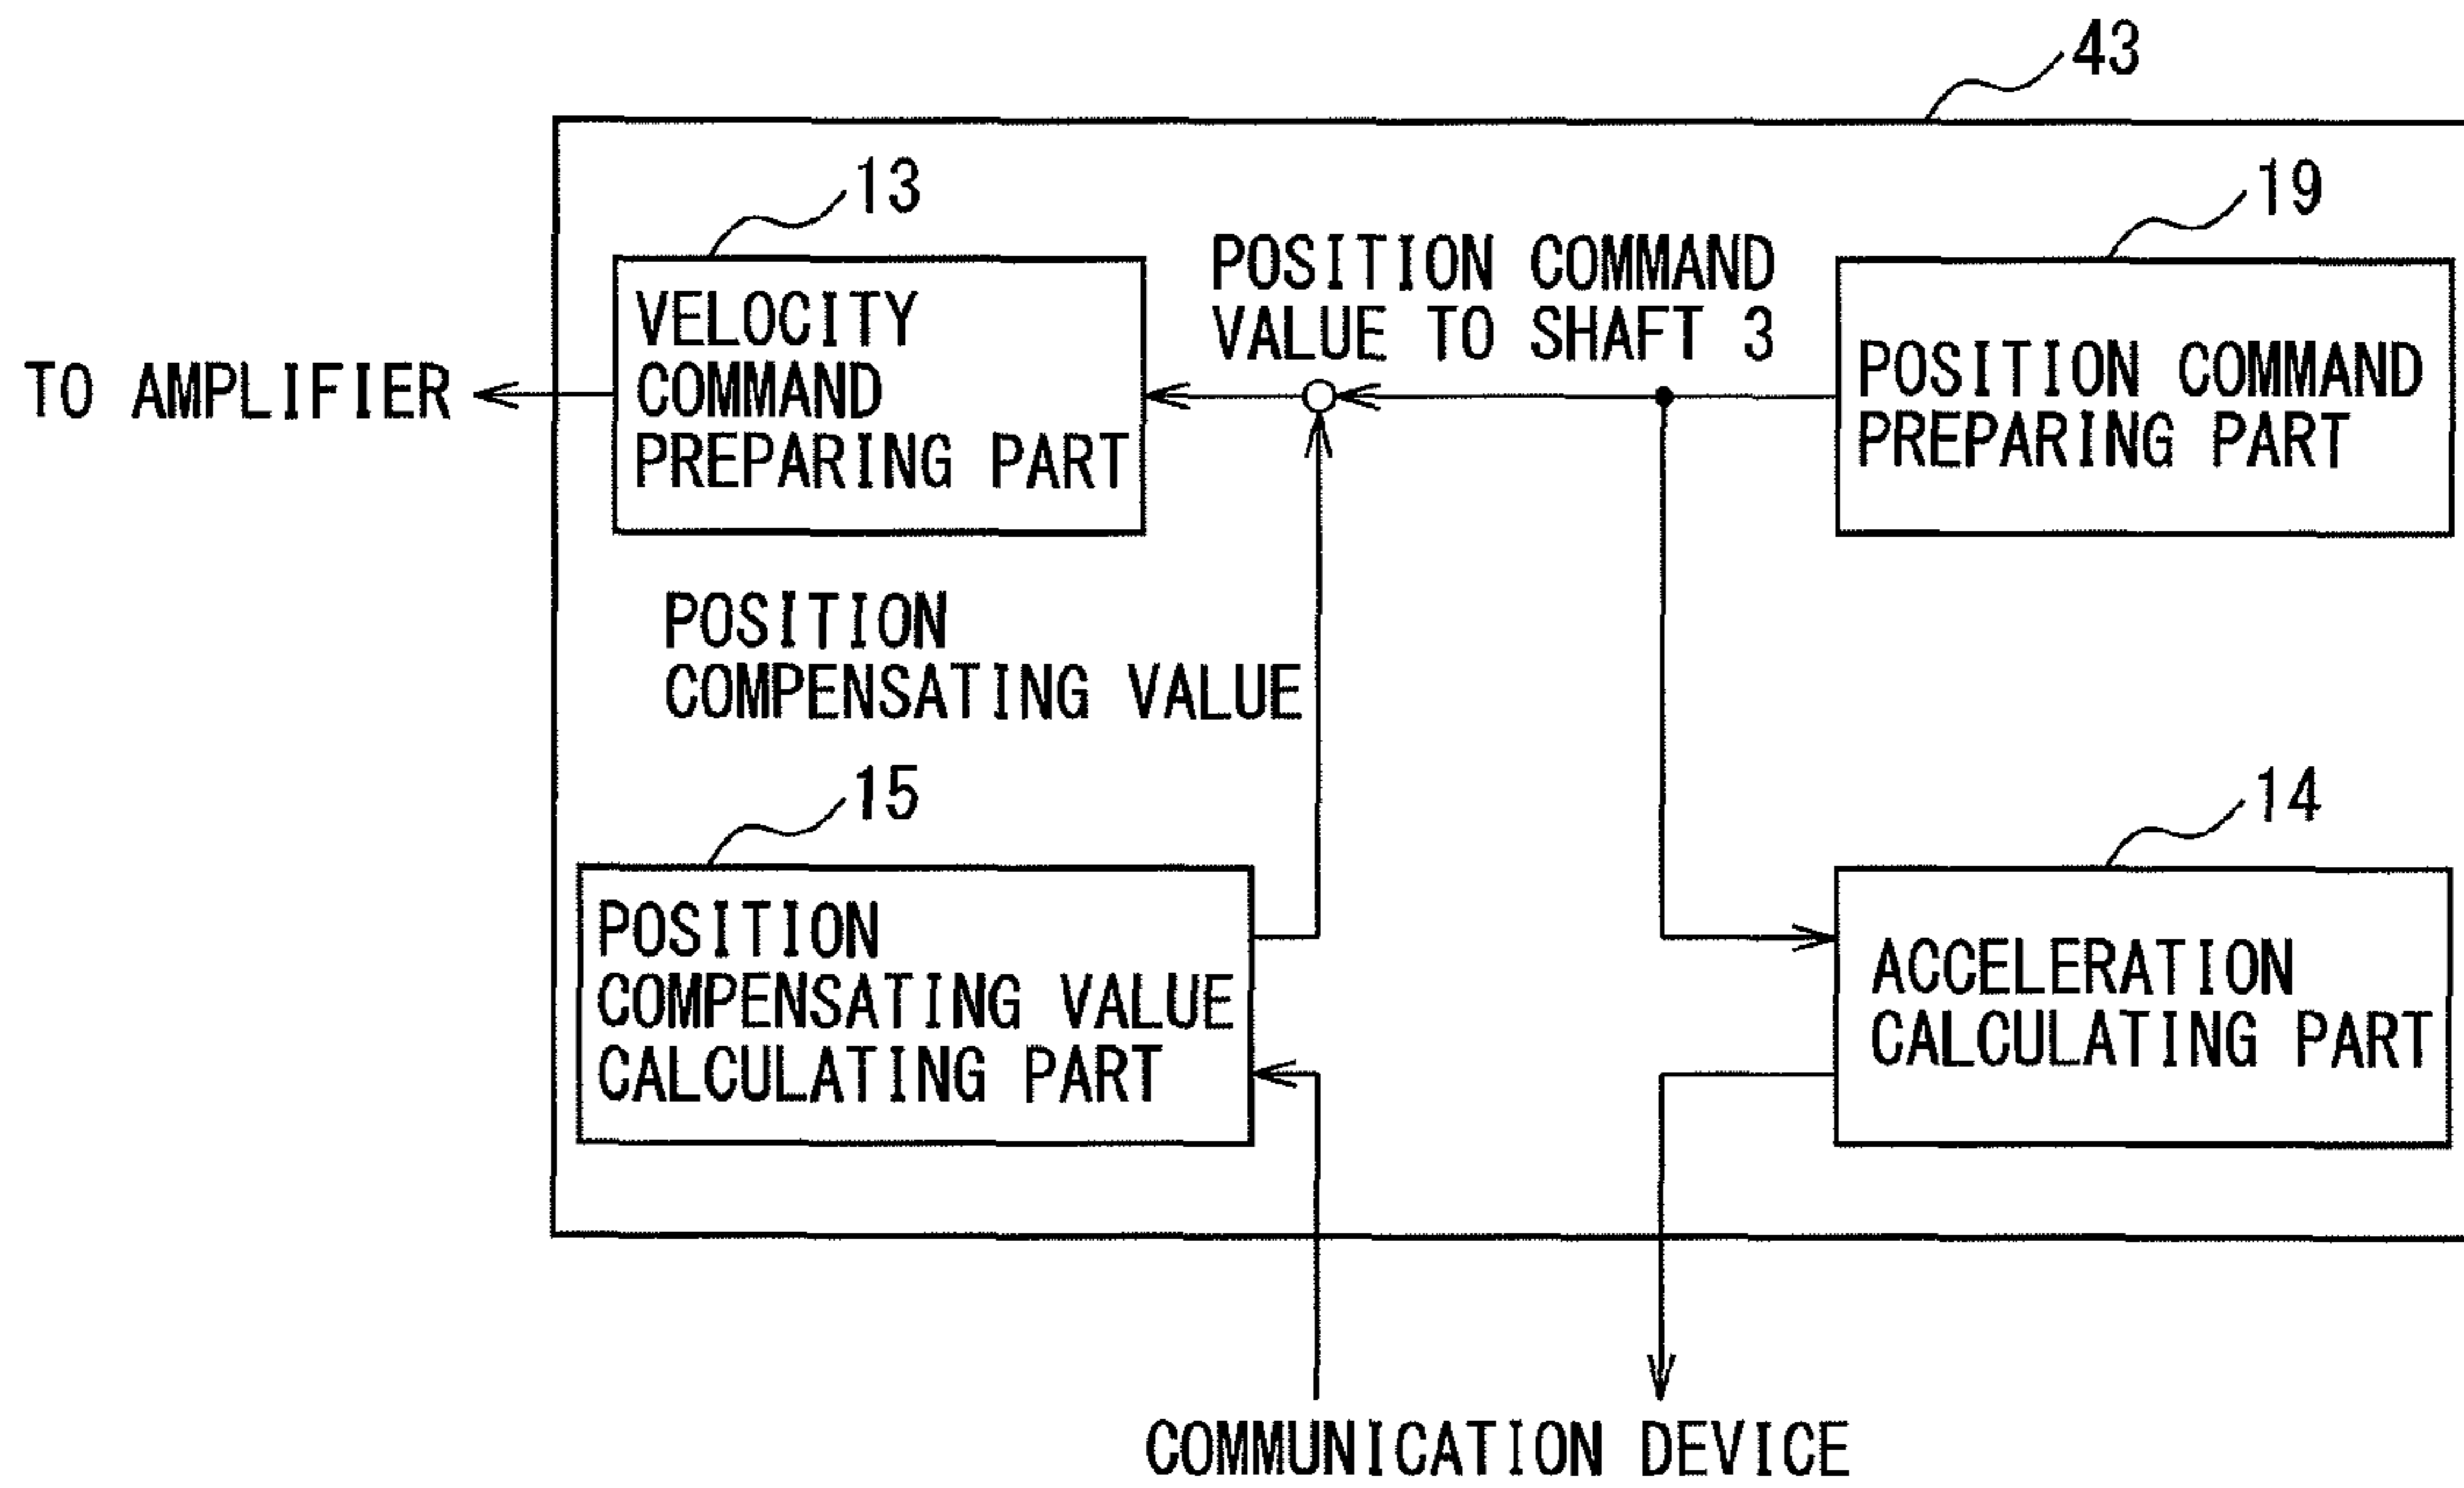 43
13
19
POSITION COMMAND
VALUE TO SHAFT 3
VELOCITY
COMMAND
PREPARING PART
TO AMPLIFIER
POSITION COMMAND
PREPARING PART
POSITION
COMPENSATING VALUE
15
14
POSITION
COMPENSATING VALUE
CALCULATING PART
ACCELERATION
CALCULATING PART
COMMUNICATION DEVICE